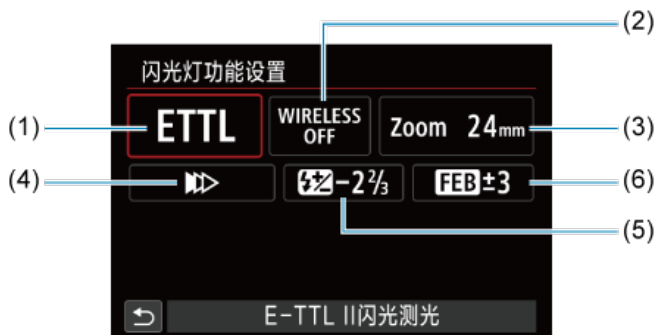 (2)
闪光灯功能设置
(1) ETTL WIRELESS OFF Zoom 24mm (3)
(4) -2⅔ FEB±3 (6)
(5)
E-TTL II闪光测光